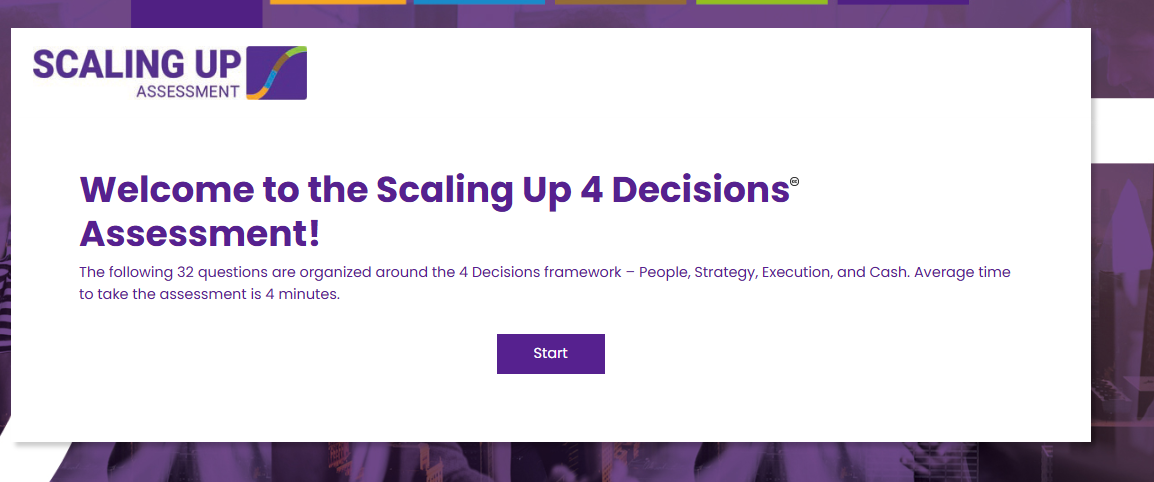 SCALING UP
ASSESSMENT
Welcome to the Scaling Up 4 Decisions
Assessment!
The following 32 questions are organized around the 4 Decisions framework – People, Strategy, Execution, and Cash. Average time
to take the assessment is 4 minutes.
Start